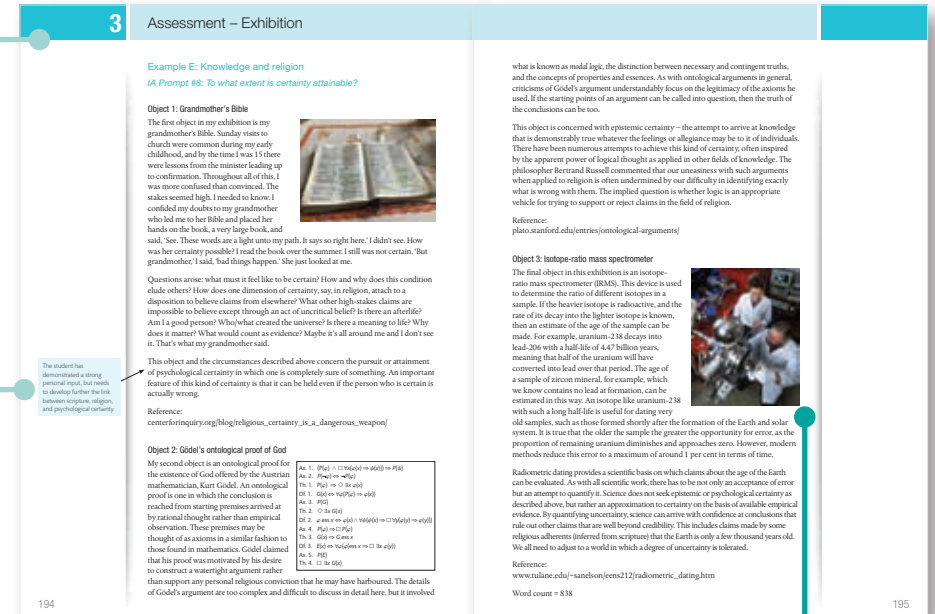 3
Assessment – Exhibition
Example E: Knowledge and religion
IA Prompt #8: To what extent is certainty attainable?
Object 1: Grandmother's Bible
The first object in my exhibition is my
grandmother's Bible. Sunday visits to
church were common during my early
childhood, and by the time I was 15 there
were lessons from the minister leading up
to confirmation. Throughout all of this, I
was more confused than convinced. The
stakes seemed high. I needed to know. I
confided my doubts to my grandmother
who led me to her Bible and placed her
hands on the book, a very large book, and
said, 'See. These words are a light unto my path. It says so right here.' I didn't see. How
was her certainty possible? I read the book over the summer. I still was not certain. 'But
grandmother,' I said, 'bad things happen.' She just looked at me.
Questions arose: what must it feel like to be certain? How and why does this condition
elude others? How does one dimension of certainty, say, in religion, attach to a
disposition to believe claims from elsewhere? What other high-stakes claims are
impossible to believe except through an act of uncritical belief? Is there an afterlife?
Am I a good person? Who/what created the universe? Is there a meaning to life? Why
does it matter? What would count as evidence? Maybe it's all around me and I don't see
it. That's what my grandmother said.
This object and the circumstances described above concern the pursuit or attainment
of psychological certainty in which one is completely sure of something. An important
feature of this kind of certainty is that it can be held even if the person who is certain is
actually wrong.
The student has
demonstrated a strong
personal input, but needs
to develop further the link
between scripture, religion,
and psychological certainty.
Reference:
centerforinquiry.org/blog/religious_certainty_is_a_dangerous_weapon/
Object 2: Gödel's ontological proof of God
My second object is an ontological proof for
the existence of God offered by the Austrian
mathematician, Kurt Gödel. An ontological
proof is one in which the conclusion is
reached from starting premises arrived at
by rational thought rather than empirical
observation. These premises may be
thought of as axioms in a similar fashion to
those found in mathematics. Gödel claimed
that his proof was motivated by his desire
to construct a watertight argument rather
than support any personal religious conviction that he may have harboured. The details
of Gödel's argument are too complex and difficult to discuss in detail here, but it involved
Ax. 1. (P(φ) ∧ □ ∀x(φ(x) ⇒ ϕ(x))) ⇒ P(ϕ)
Ax. 2. P(¬φ) ⇔ ¬P(φ)
Th. 1. P(φ) ⇒ ◇ ∃x φ(x)
Df. 1. G(x) ⇔ ∀φ(P(φ) ⇒ φ(x))
Ax. 3. P(G)
Th. 2. ◇ ∃x G(x)
Df. 2. φ ess x ⇔ φ(x) ∧ ∀ϕ(ϕ(x) ⇒ □ ∀y(φ(y) ⇒ ϕ(y)))
Ax. 4. P(φ) ⇒ □ P(φ)
Th. 3. G(x) ⇒ G ess x
Df. 3. E(x) ⇔ ∀φ(φ ess x ⇒ □ ∃x φ(y))
Ax. 5. P(E)
Th. 4. □ ∃x G(x)
194
what is known as modal logic, the distinction between necessary and contingent truths,
and the concepts of properties and essences. As with ontological arguments in general,
criticisms of Gödel's argument understandably focus on the legitimacy of the axioms he
used. If the starting points of an argument can be called into question, then the truth of
the conclusions can be too.
This object is concerned with epistemic certainty – the attempt to arrive at knowledge
that is demonstrably true whatever the feelings or allegiance may be to it of individuals.
There have been numerous attempts to achieve this kind of certainty, often inspired
by the apparent power of logical thought as applied in other fields of knowledge. The
philosopher Bertrand Russell commented that our uneasiness with such arguments
when applied to religion is often undermined by our difficulty in identifying exactly
what is wrong with them. The implied question is whether logic is an appropriate
vehicle for trying to support or reject claims in the field of religion.
Reference:
plato.stanford.edu/entries/ontological-arguments/
Object 3: Isotope-ratio mass spectrometer
The final object in this exhibition is an isotope-
ratio mass spectrometer (IRMS). This device is used
to determine the ratio of different isotopes in a
sample. If the heavier isotope is radioactive, and the
rate of its decay into the lighter isotope is known,
then an estimate of the age of the sample can be
made. For example, uranium-238 decays into
lead-206 with a half-life of 4.47 billion years,
meaning that half of the uranium will have
converted into lead over that period. The age of
a sample of zircon mineral, for example, which
we know contains no lead at formation, can be
estimated in this way. An isotope like uranium-238
with such a long half-life is useful for dating very
old samples, such as those formed shortly after the formation of the Earth and solar
system. It is true that the older the sample the greater the opportunity for error, as the
proportion of remaining uranium diminishes and approaches zero. However, modern
methods reduce this error to a maximum of around 1 per cent in terms of time.
Radiometric dating provides a scientific basis on which claims about the age of the Earth
can be evaluated. As with all scientific work, there has to be not only an acceptance of error
but an attempt to quantify it. Science does not seek epistemic or psychological certainty as
described above, but rather an approximation to certainty on the basis of available empirical
evidence. By quantifying uncertainty, science can arrive with confidence at conclusions that
rule out other claims that are well beyond credibility. This includes claims made by some
religious adherents (inferred from scripture) that the Earth is only a few thousand years old.
We all need to adjust to a world in which a degree of uncertainty is tolerated.
Reference:
www.tulane.edu/~sanelson/eens212/radiometric_dating.htm
Word count = 838
195